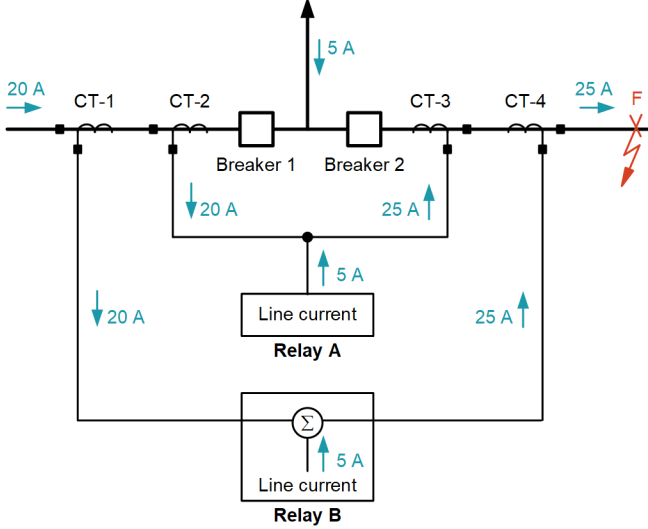 5 A
20 A
25 A
F
CT-1
CT-2
CT-3
CT-4
Breaker 1
Breaker 2
20 A
25 A
5 A
Line current
Relay A
20 A
25 A
Σ
5 A
Line current
Relay B